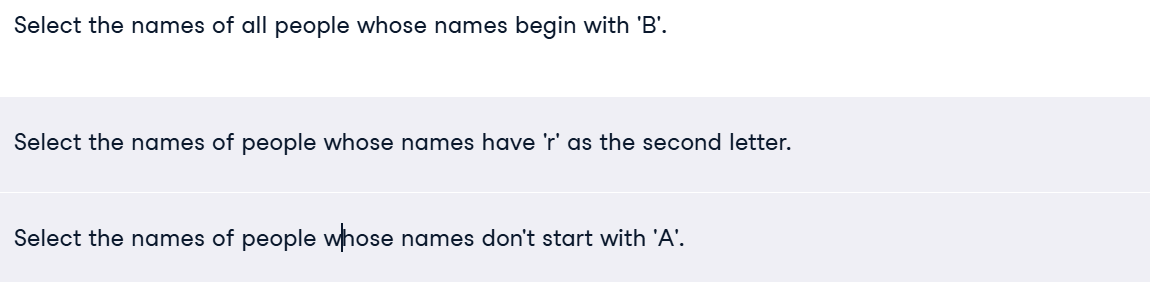 Select the names of all people whose names begin with 'B'.
Select the names of people whose names have 'r' as the second letter.
Select the names of people whose names don't start with 'A'.